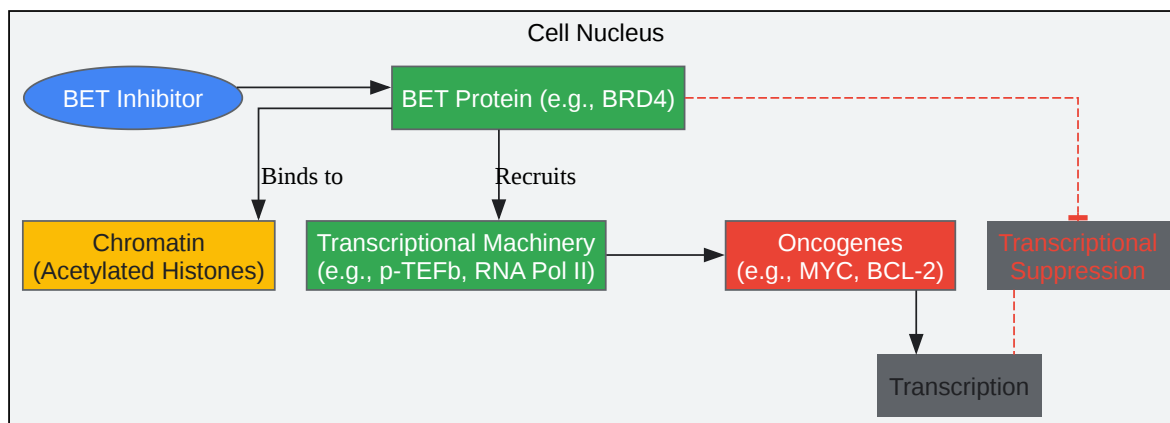 Cell Nucleus
BET Inhibitor
BET Protein (e.g., BRD4)
Binds to
Recruits
Chromatin
(Acetylated Histones)
Transcriptional Machinery
(e.g., p-TEFb, RNA Pol II)
Oncogenes
(e.g., MYC, BCL-2)
Transcriptional
Suppression
Transcription